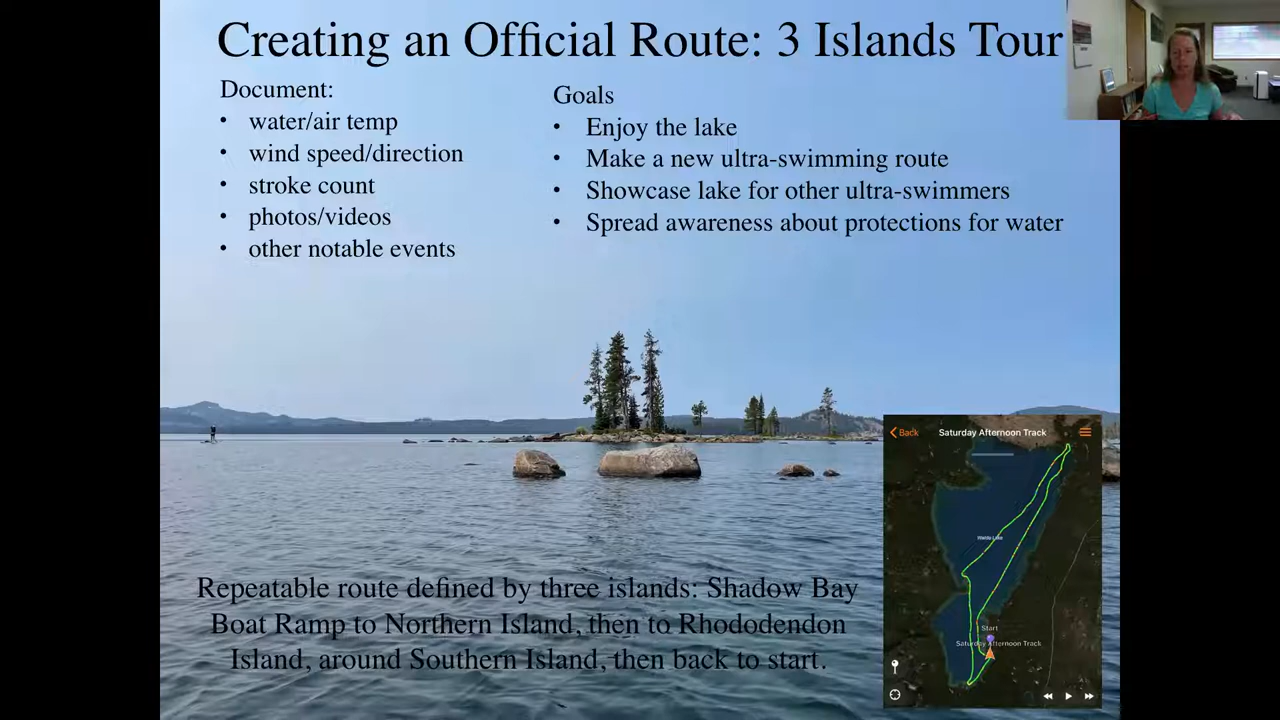 Creating an Official Route: 3 Islands Tour
Document:
• water/air temp
• wind speed/direction
• stroke count
• photos/videos
• other notable events
Goals
• Enjoy the lake
• Make a new ultra-swimming route
• Showcase lake for other ultra-swimmers
• Spread awareness about protections for water
Back
Saturday Afternoon Track
Waldo Lake
Start
Saturday Afternoon Track
Repeatable route defined by three islands: Shadow Bay
Boat Ramp to Northern Island, then to Rhododendon
Island, around Southern Island, then back to start.